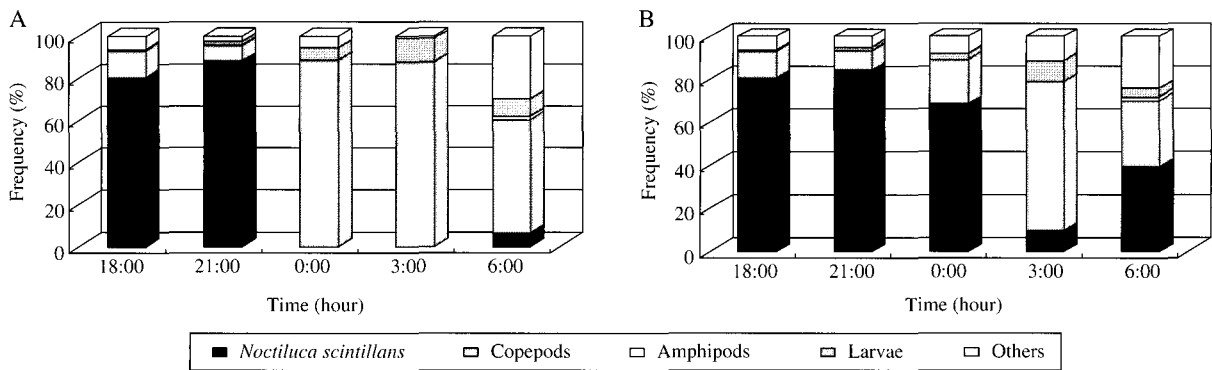 A
Frequency (%)
100
80
60
40
20
0
18:00 21:00 0:00 3:00 6:00
Time (hour)
B
Frequency (%)
100
80
60
40
20
0
18:00 21:00 0:00 3:00 6:00
Time (hour)
Noctiluca scintillans Copepods Amphipods Larvae Others